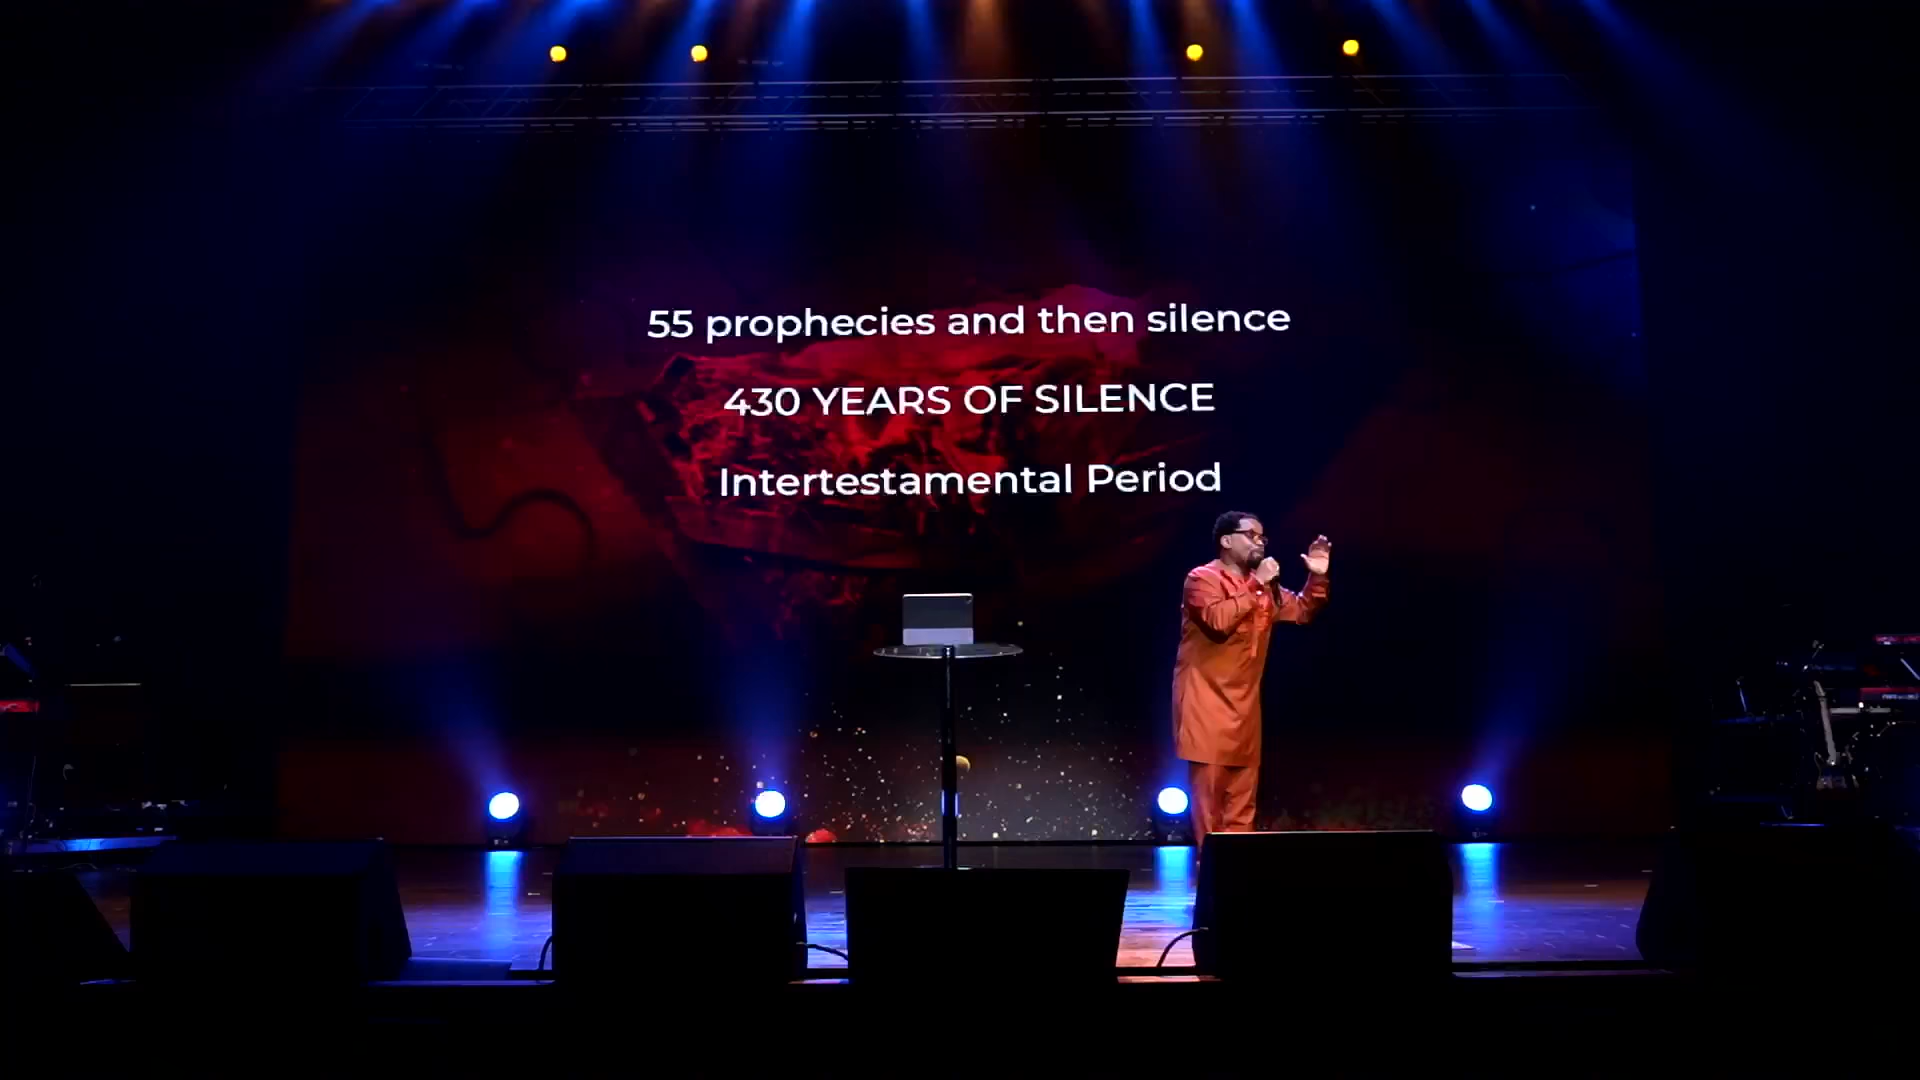 55 prophecies and then silence
430 YEARS OF SILENCE
Intertestamental Period